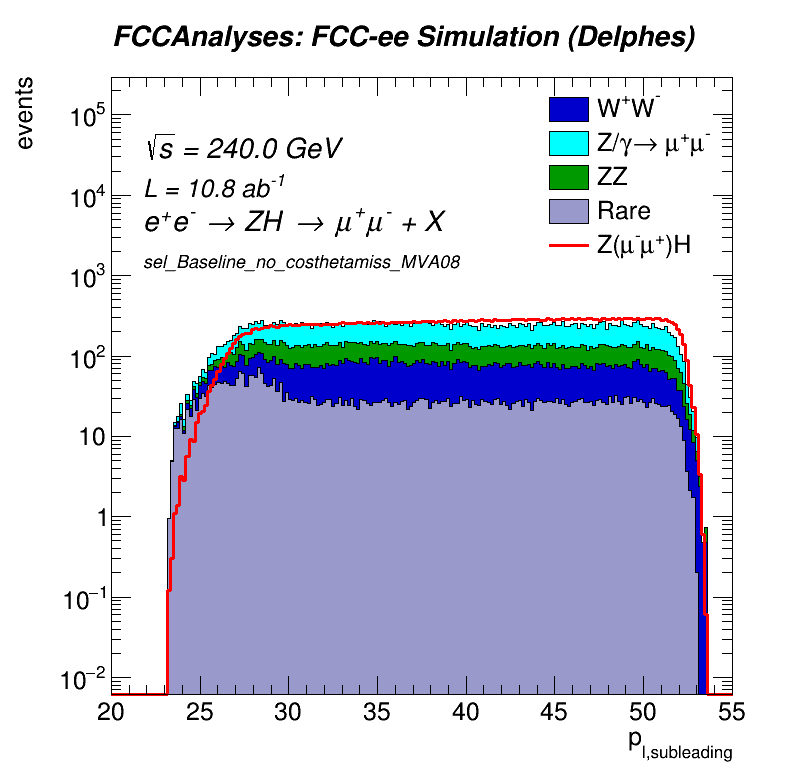 FCCAnalyses: FCC-ee Simulation (Delphes)
events
√s = 240.0 GeV
L = 10.8 ab⁻¹
e⁺e⁻ → ZH → μ⁺μ⁻ + X
sel_Baseline_no_costhetamiss_MVA08
W⁺W⁻
Z/γ→ μ⁺μ⁻
ZZ
Rare
Z(μ⁻μ⁺)H
10⁵
10⁴
10³
10²
10
1
10⁻¹
10⁻²
20 25 30 35 40 45 50 55
p_l,subleading